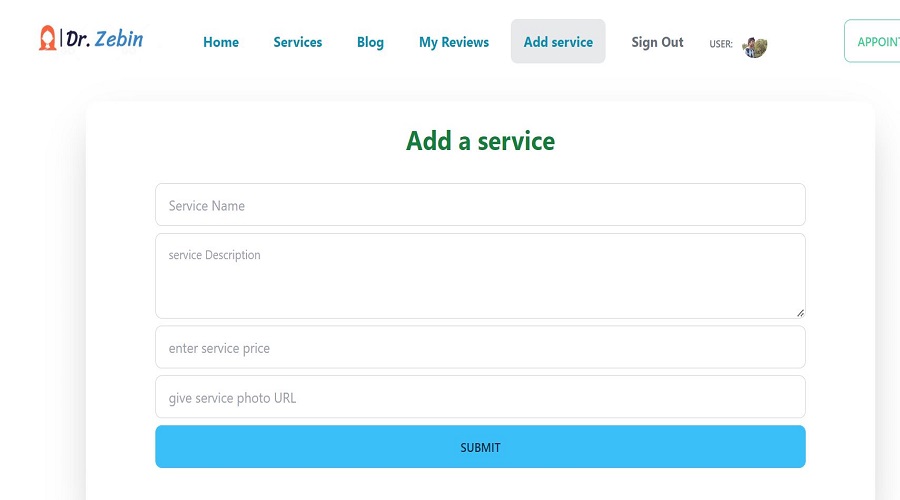 Dr. Zebin
Home Services Blog My Reviews Add service Sign Out USER: APPOINT
Add a service
Service Name
service Description
enter service price
give service photo URL
SUBMIT